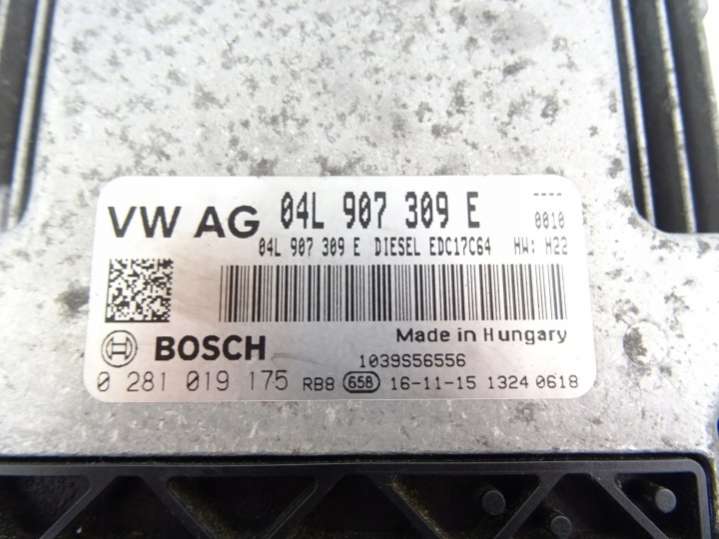 VW AG 04L 907 309 E ----
0010
04L 907 309 E DIESEL EDC17C64 HW: H22
Made in Hungary
BOSCH 1039S56556
0 281 019 175 RB8 658 16-11-15 1324 0618